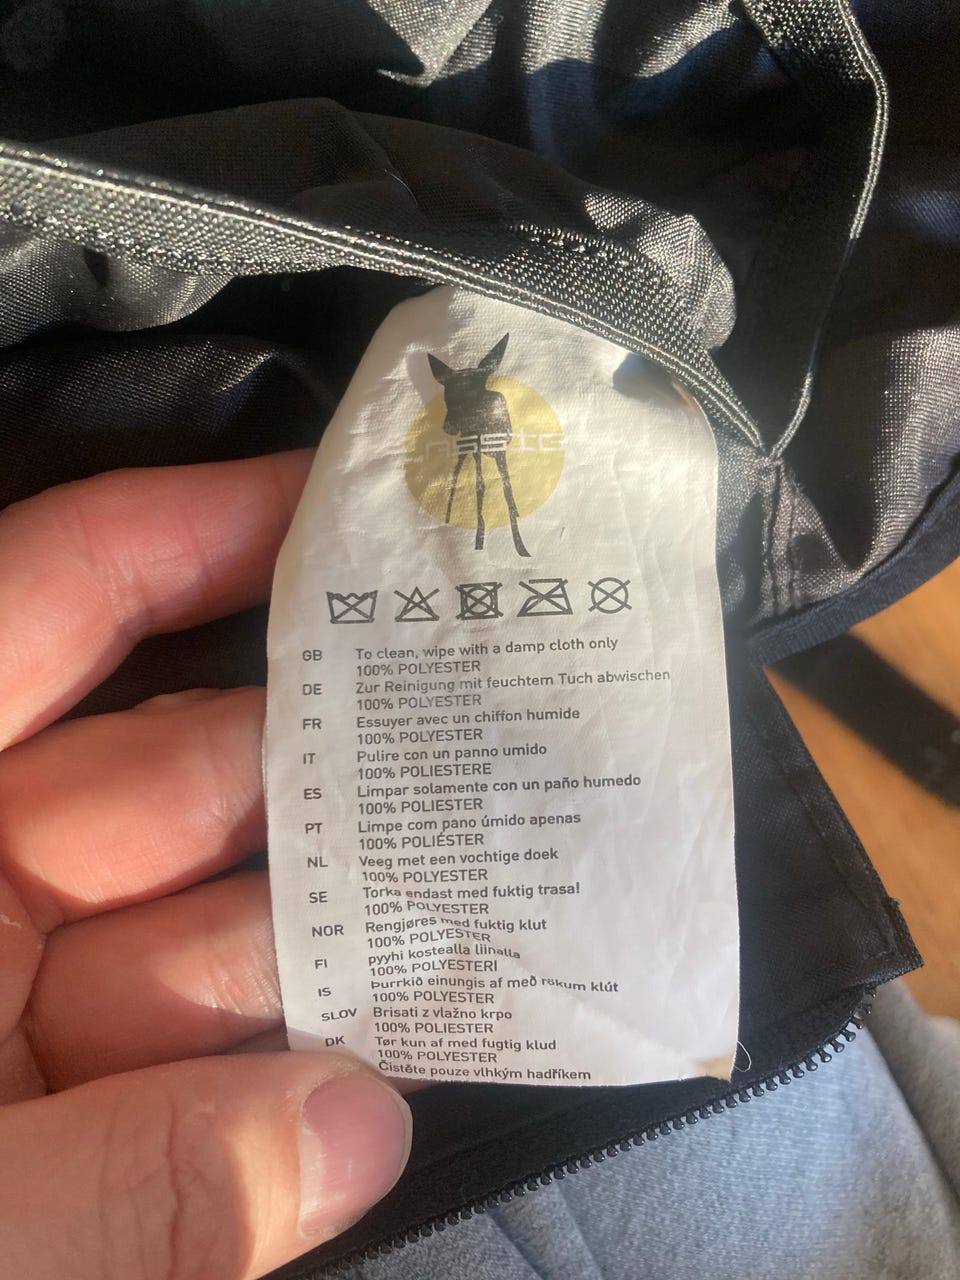 LÄSSIG
GB To clean, wipe with a damp cloth only
100% POLYESTER
DE Zur Reinigung mit feuchtem Tuch abwischen
100% POLYESTER
FR Essuyer avec un chiffon humide
100% POLYESTER
IT Pulire con un panno umido
100% POLIESTERE
ES Limpar solamente con un paño humedo
100% POLIESTER
PT Limpe com pano úmido apenas
100% POLIÉSTER
NL Veeg met een vochtige doek
100% POLYESTER
SE Torka endast med fuktig trasa!
100% POLYESTER
NOR Rengjøres med fuktig klut
100% POLYESTER
FI pyyhi kostealla liinalla
100% POLYESTERI
IS Þurrkið einungis af með rökum klút
100% POLYESTER
SLOV Brisati z vlažno krpo
100% POLIESTER
DK Tør kun af med fugtig klud
100% POLYESTER
Čistěte pouze vlhkým hadříkem